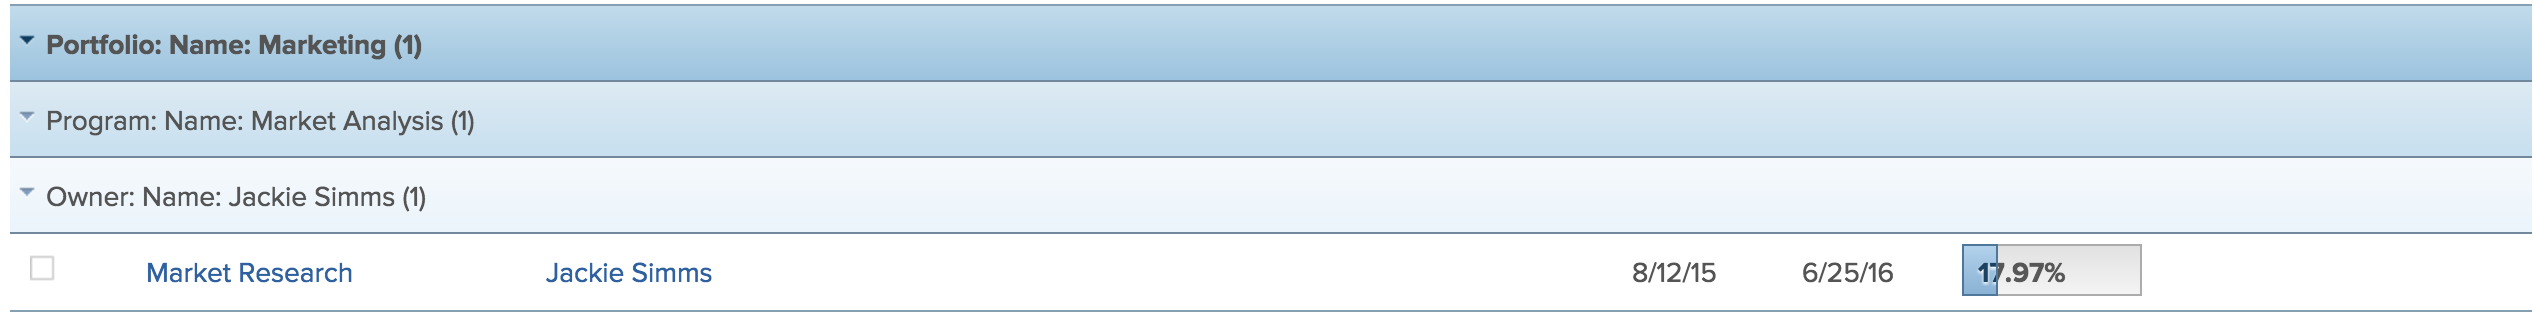 Portfolio: Name: Marketing (1)
Program: Name: Market Analysis (1)
Owner: Name: Jackie Simms (1)
Market Research Jackie Simms 8/12/15 6/25/16 17.97%